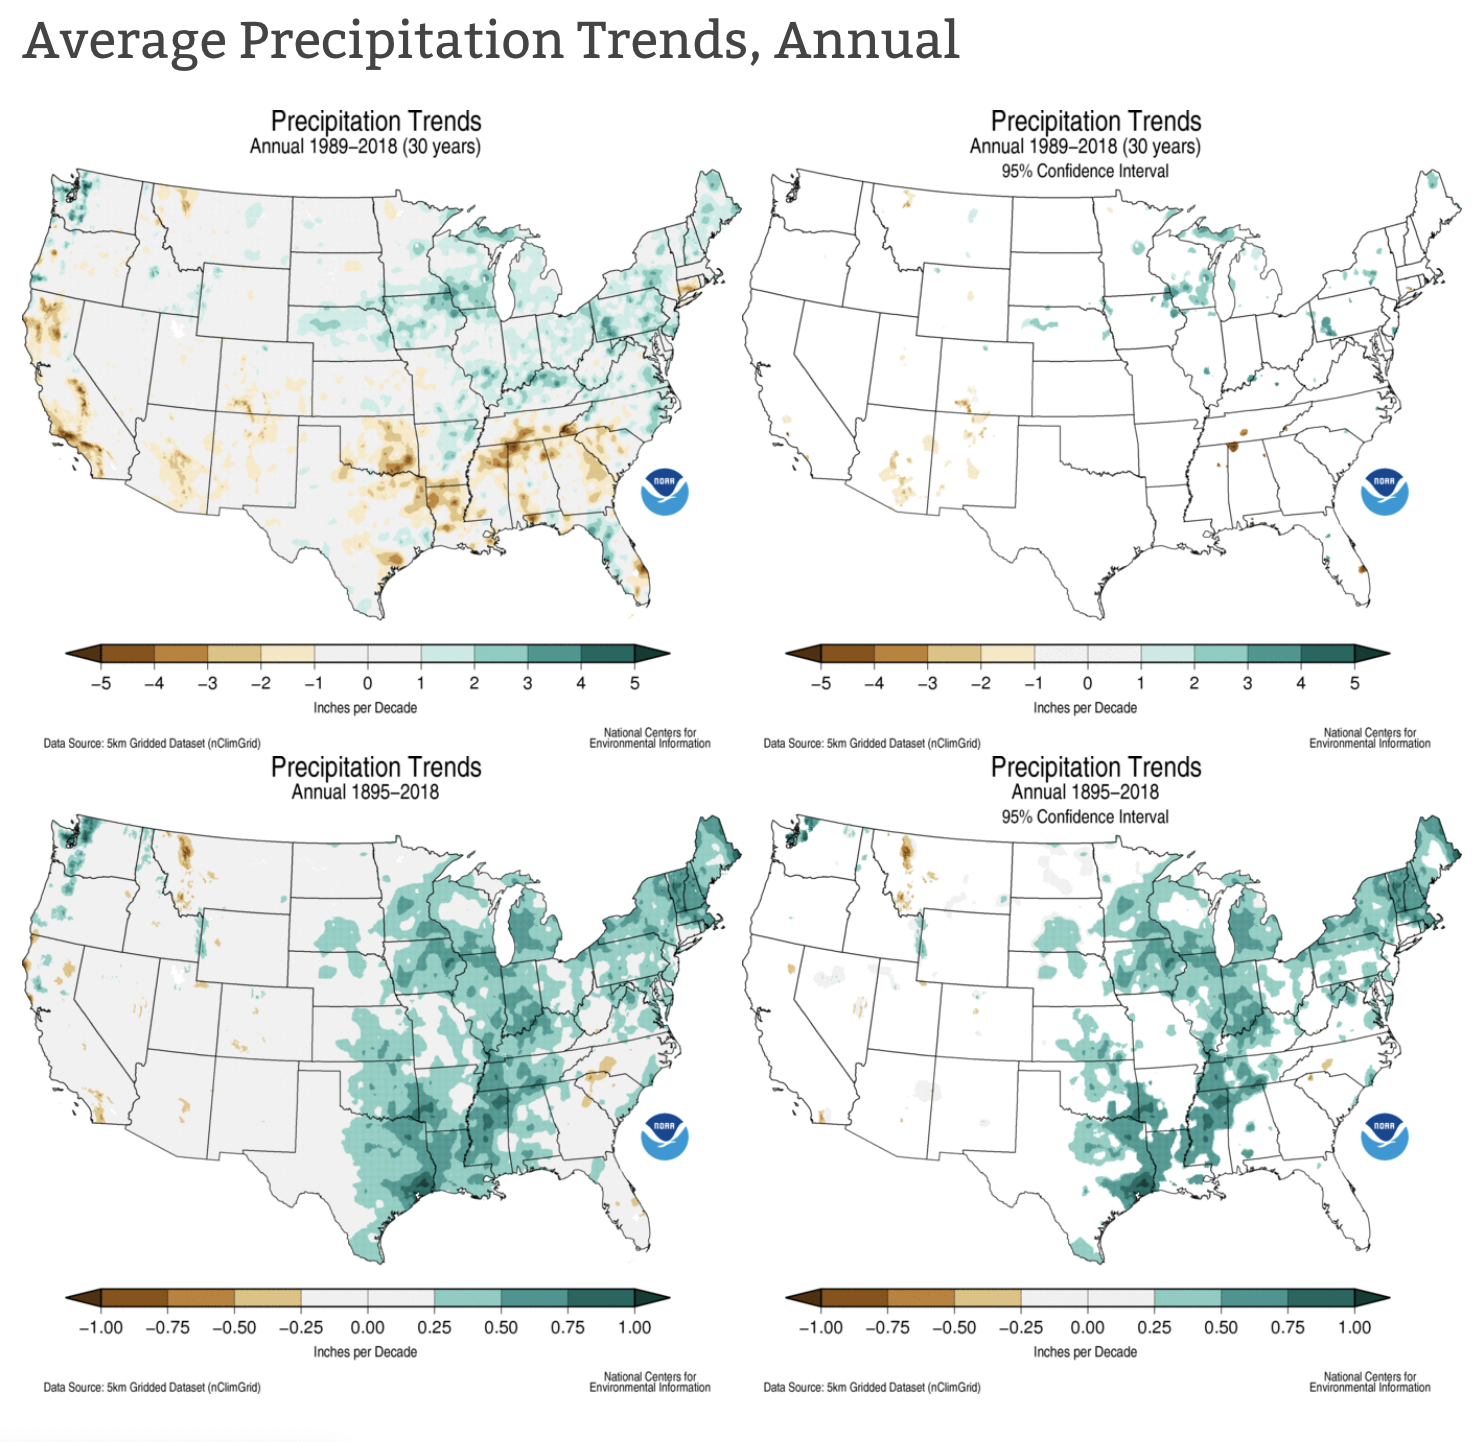 Average Precipitation Trends, Annual
Precipitation Trends
Annual 1989–2018 (30 years)
NOAA
−5 −4 −3 −2 −1 0 1 2 3 4 5
Inches per Decade
Data Source: 5km Gridded Dataset (nClimGrid)
National Centers for
Environmental Information
Precipitation Trends
Annual 1989–2018 (30 years)
95% Confidence Interval
NOAA
−5 −4 −3 −2 −1 0 1 2 3 4 5
Inches per Decade
Data Source: 5km Gridded Dataset (nClimGrid)
National Centers for
Environmental Information
Precipitation Trends
Annual 1895–2018
NOAA
−1.00 −0.75 −0.50 −0.25 0.00 0.25 0.50 0.75 1.00
Inches per Decade
Data Source: 5km Gridded Dataset (nClimGrid)
National Centers for
Environmental Information
Precipitation Trends
Annual 1895–2018
95% Confidence Interval
NOAA
−1.00 −0.75 −0.50 −0.25 0.00 0.25 0.50 0.75 1.00
Inches per Decade
Data Source: 5km Gridded Dataset (nClimGrid)
National Centers for
Environmental Information